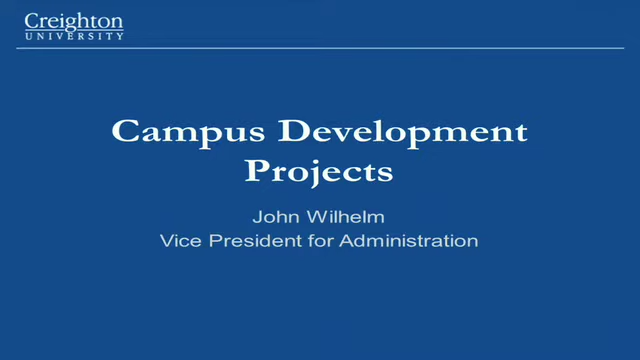 Creighton
UNIVERSITY
Campus Development
Projects
John Wilhelm
Vice President for Administration